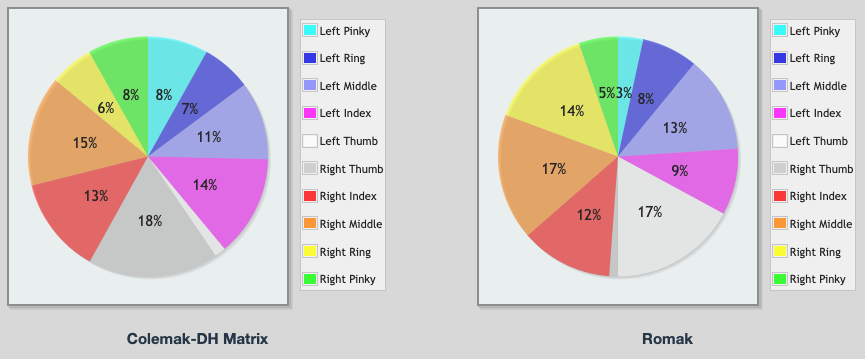 8%
8%
7%
6%
11%
15%
14%
13%
18%
Left Pinky
Left Ring
Left Middle
Left Index
Left Thumb
Right Thumb
Right Index
Right Middle
Right Ring
Right Pinky
Colemak-DH Matrix
5%
3%
8%
14%
13%
17%
9%
12%
17%
Left Pinky
Left Ring
Left Middle
Left Index
Left Thumb
Right Thumb
Right Index
Right Middle
Right Ring
Right Pinky
Romak